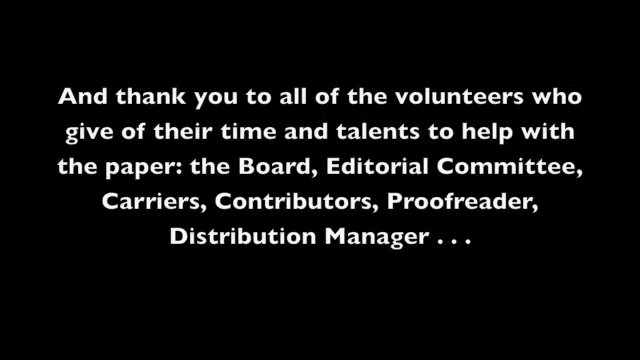 And thank you to all of the volunteers who
give of their time and talents to help with
the paper: the Board, Editorial Committee,
Carriers, Contributors, Proofreader,
Distribution Manager . . .